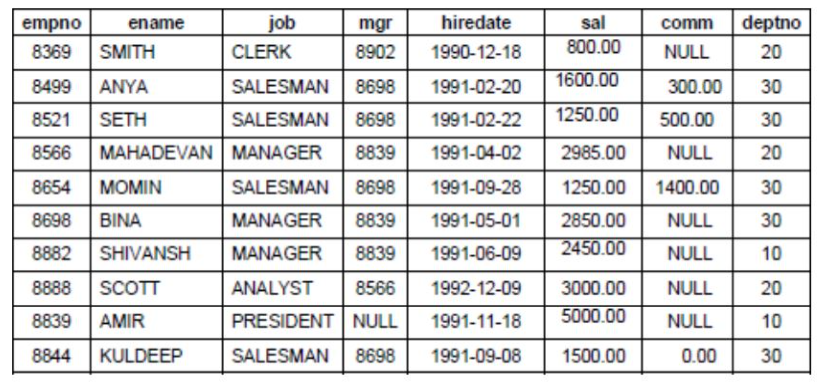 empno ename job mgr hiredate sal comm deptno
8369 SMITH CLERK 8902 1990-12-18 800.00 NULL 20
8499 ANYA SALESMAN 8698 1991-02-20 1600.00 300.00 30
8521 SETH SALESMAN 8698 1991-02-22 1250.00 500.00 30
8566 MAHADEVAN MANAGER 8839 1991-04-02 2985.00 NULL 20
8654 MOMIN SALESMAN 8698 1991-09-28 1250.00 1400.00 30
8698 BINA MANAGER 8839 1991-05-01 2850.00 NULL 30
8882 SHIVANSH MANAGER 8839 1991-06-09 2450.00 NULL 10
8888 SCOTT ANALYST 8566 1992-12-09 3000.00 NULL 20
8839 AMIR PRESIDENT NULL 1991-11-18 5000.00 NULL 10
8844 KULDEEP SALESMAN 8698 1991-09-08 1500.00 0.00 30